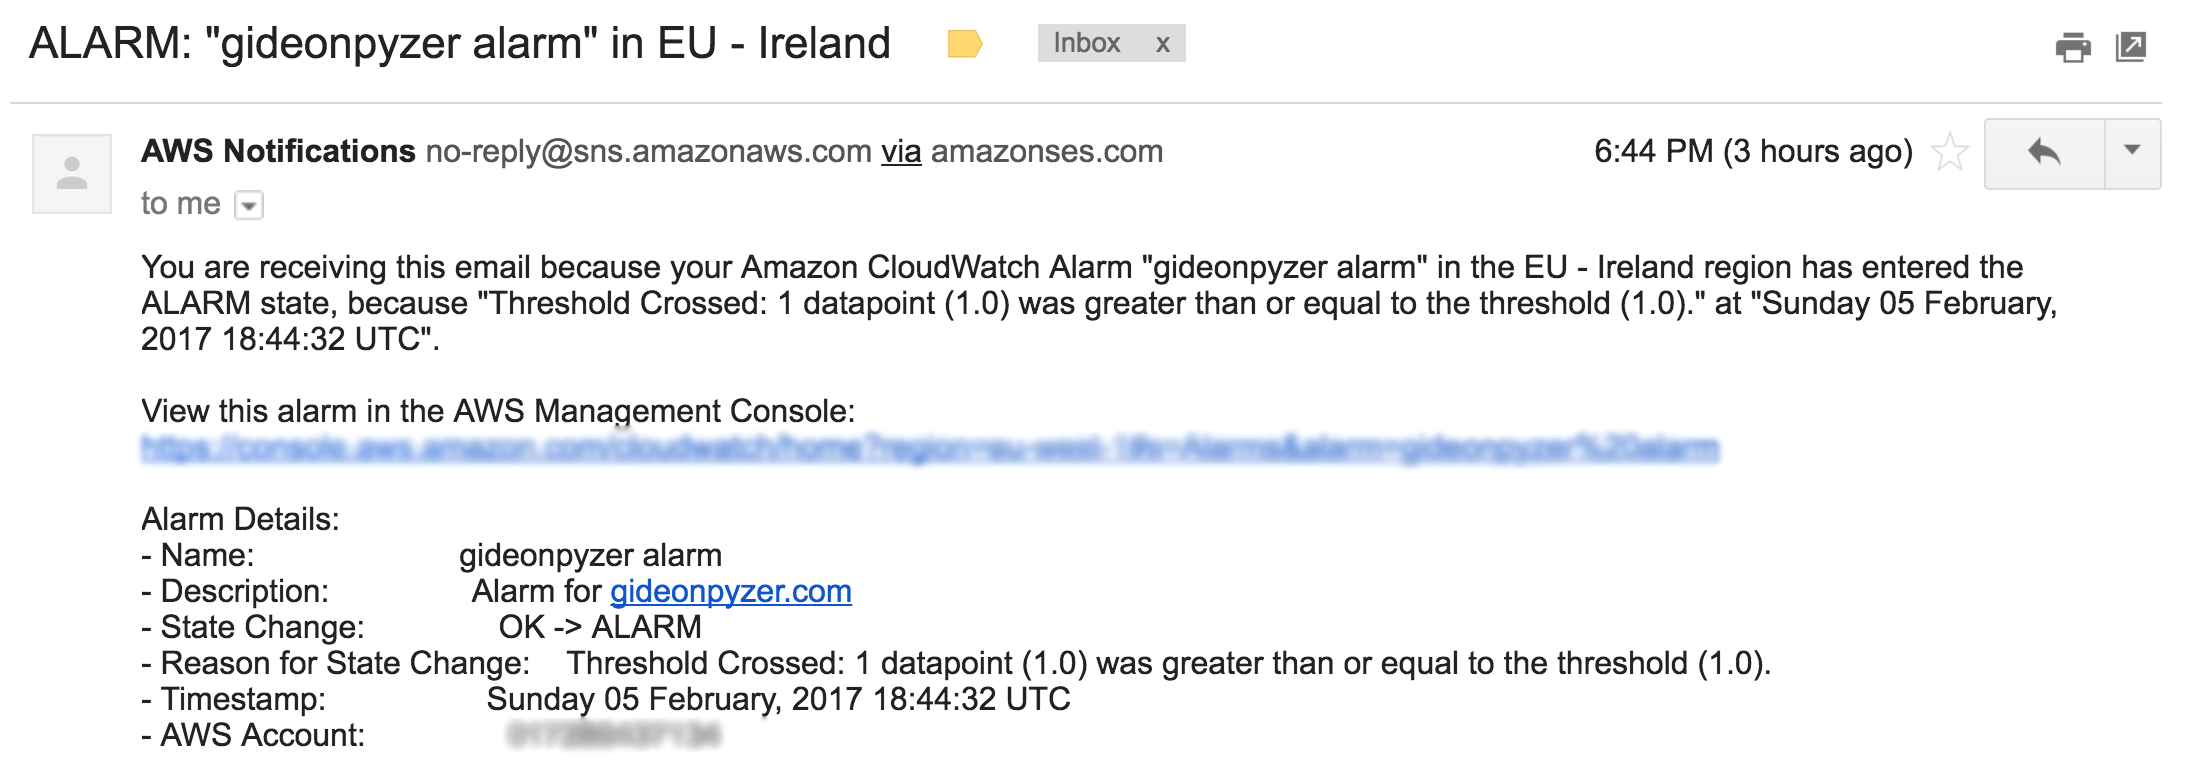 ALARM: "gideonpyzer alarm" in EU - Ireland
Inbox x
AWS Notifications no-reply@sns.amazonaws.com via amazonses.com
6:44 PM (3 hours ago)
to me
You are receiving this email because your Amazon CloudWatch Alarm "gideonpyzer alarm" in the EU - Ireland region has entered the
ALARM state, because "Threshold Crossed: 1 datapoint (1.0) was greater than or equal to the threshold (1.0)." at "Sunday 05 February,
2017 18:44:32 UTC".
View this alarm in the AWS Management Console:
Alarm Details:
- Name: gideonpyzer alarm
- Description: Alarm for gideonpyzer.com
- State Change: OK -> ALARM
- Reason for State Change: Threshold Crossed: 1 datapoint (1.0) was greater than or equal to the threshold (1.0).
- Timestamp: Sunday 05 February, 2017 18:44:32 UTC
- AWS Account: